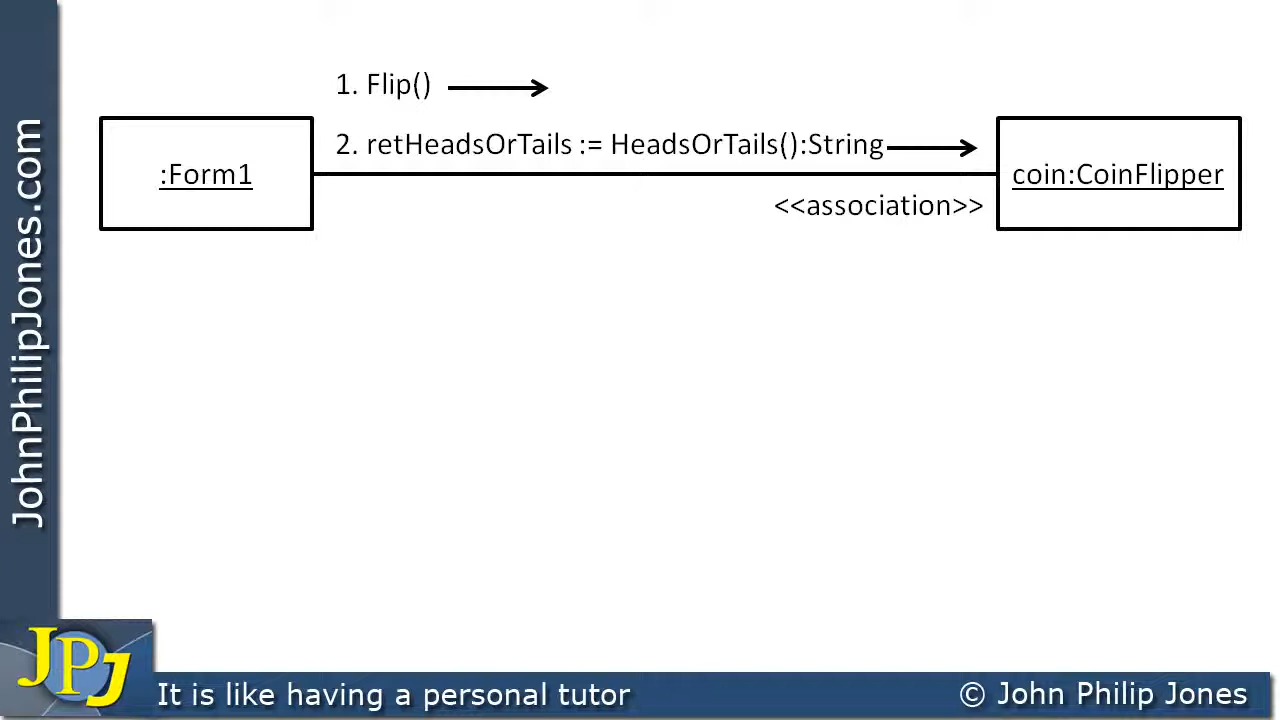 1. Flip()
2. retHeadsOrTails := HeadsOrTails():String
:Form1
coin:CoinFlipper
<<association>>
JohnPhilipJones.com
JPJ
It is like having a personal tutor
© John Philip Jones